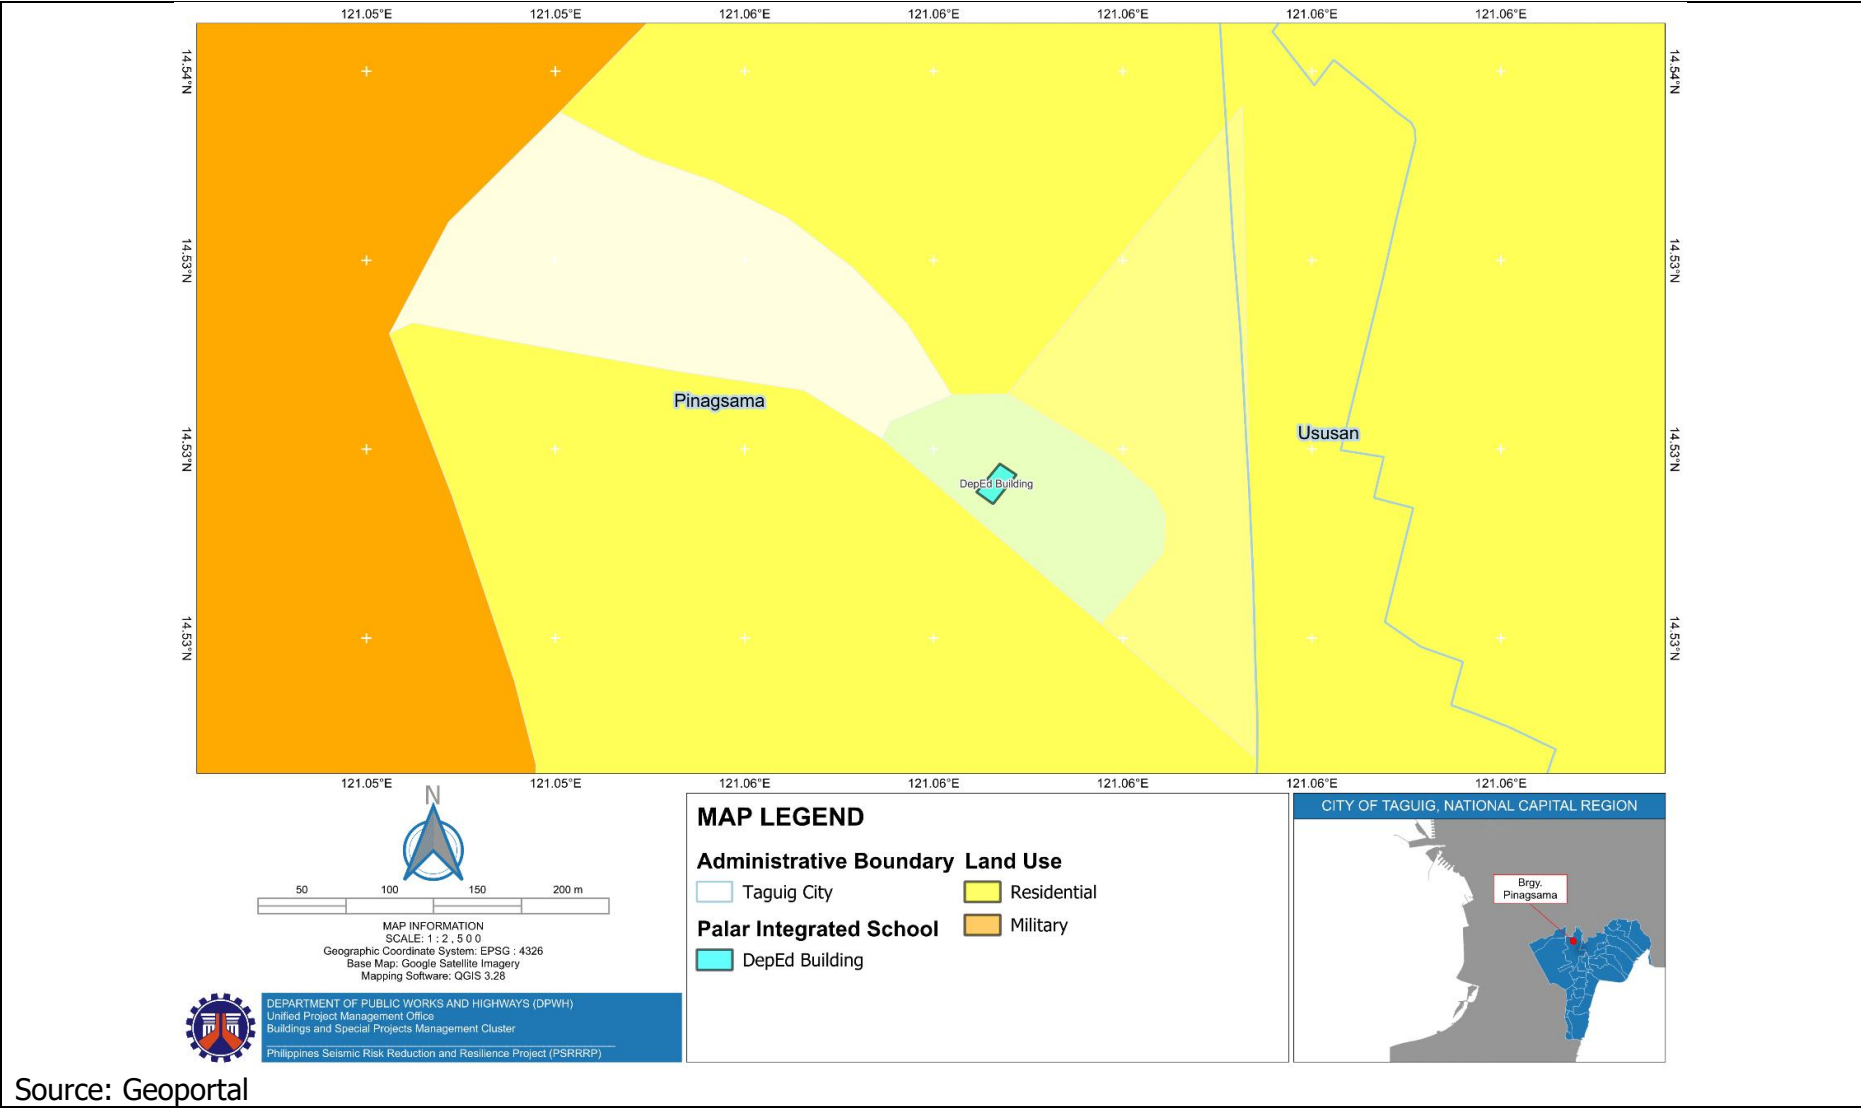 121.05°E 121.05°E 121.06°E 121.06°E 121.06°E 121.06°E 121.06°E
14.54°N
14.53°N
14.53°N
14.53°N
14.54°N
14.53°N
14.53°N
14.53°N
Pinagsama
Ususan
DepEd Building
121.05°E 121.05°E 121.06°E 121.06°E 121.06°E 121.06°E 121.06°E
N
50 100 150 200 m
MAP INFORMATION
SCALE: 1 : 2 , 5 0 0
Geographic Coordinate System: EPSG : 4326
Base Map: Google Satellite Imagery
Mapping Software: QGIS 3.28
DEPARTMENT OF PUBLIC WORKS AND HIGHWAYS (DPWH)
Unified Project Management Office
Buildings and Special Projects Management Cluster
Philippines Seismic Risk Reduction and Resilience Project (PSRRRP)
MAP LEGEND
Administrative Boundary
Taguig City
Palar Integrated School
DepEd Building
Land Use
Residential
Military
CITY OF TAGUIG, NATIONAL CAPITAL REGION
Brgy.
Pinagsama
Source: Geoportal